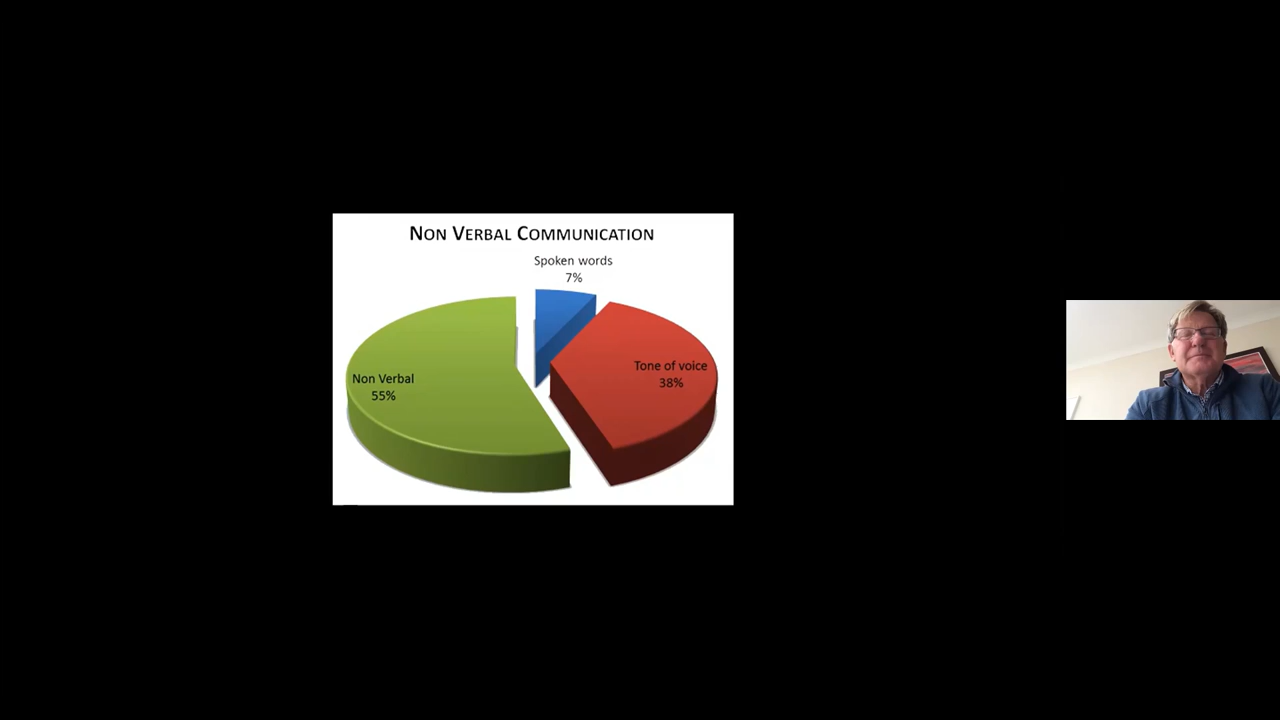 NON VERBAL COMMUNICATION
Spoken words
7%
Tone of voice
38%
Non Verbal
55%